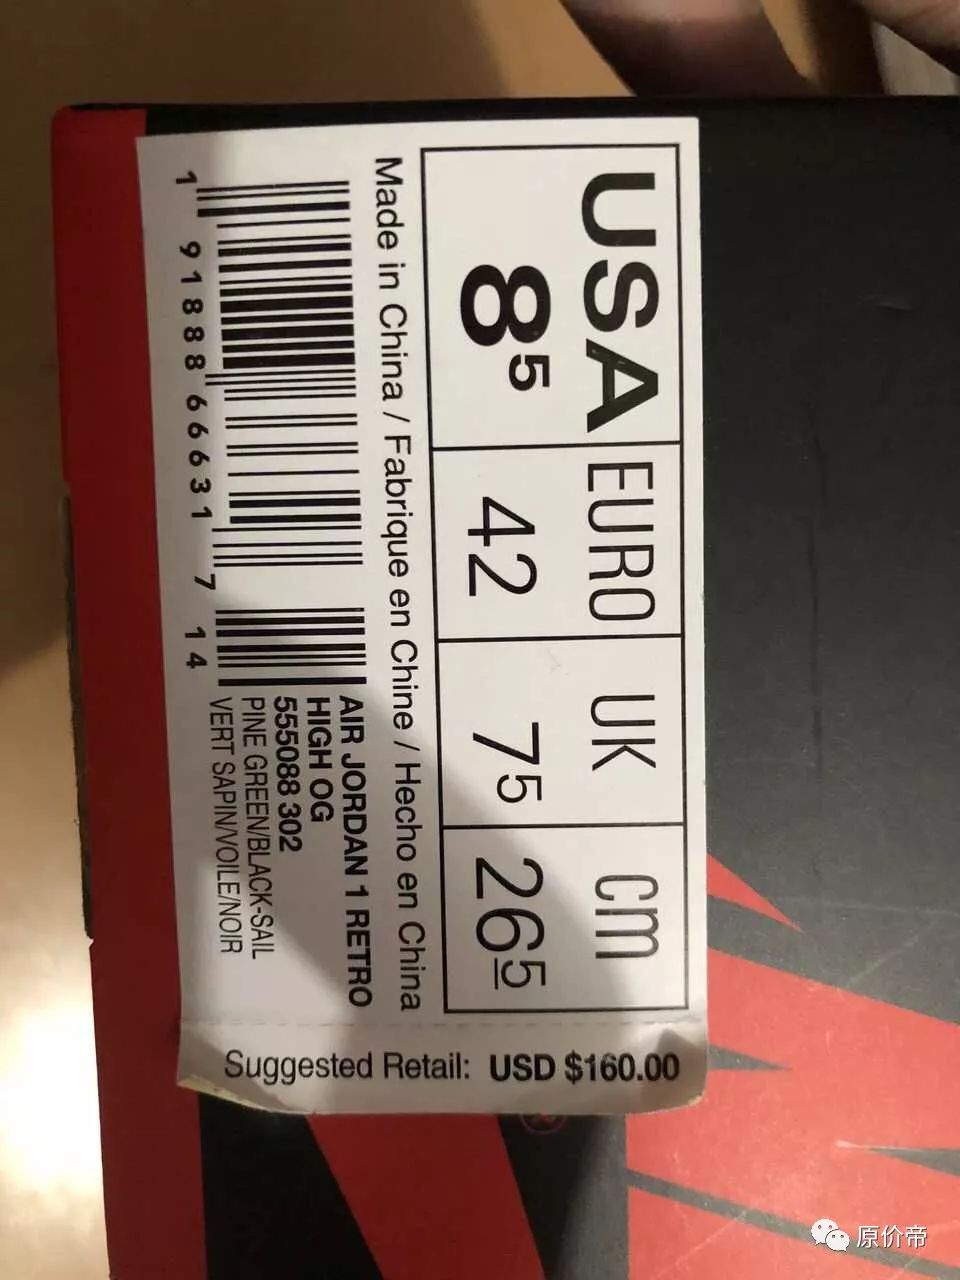 USA
EURO
UK
cm
8⁵
42
7⁵
26⁵
Made in China / Fabrique en Chine / Hecho en China
1 91888 66631 7 14
AIR JORDAN 1 RETRO
HIGH OG
555088 302
PINE GREEN/BLACK-SAIL
VERT SAPIN/VOILE/NOIR
Suggested Retail: USD $160.00
原价帝